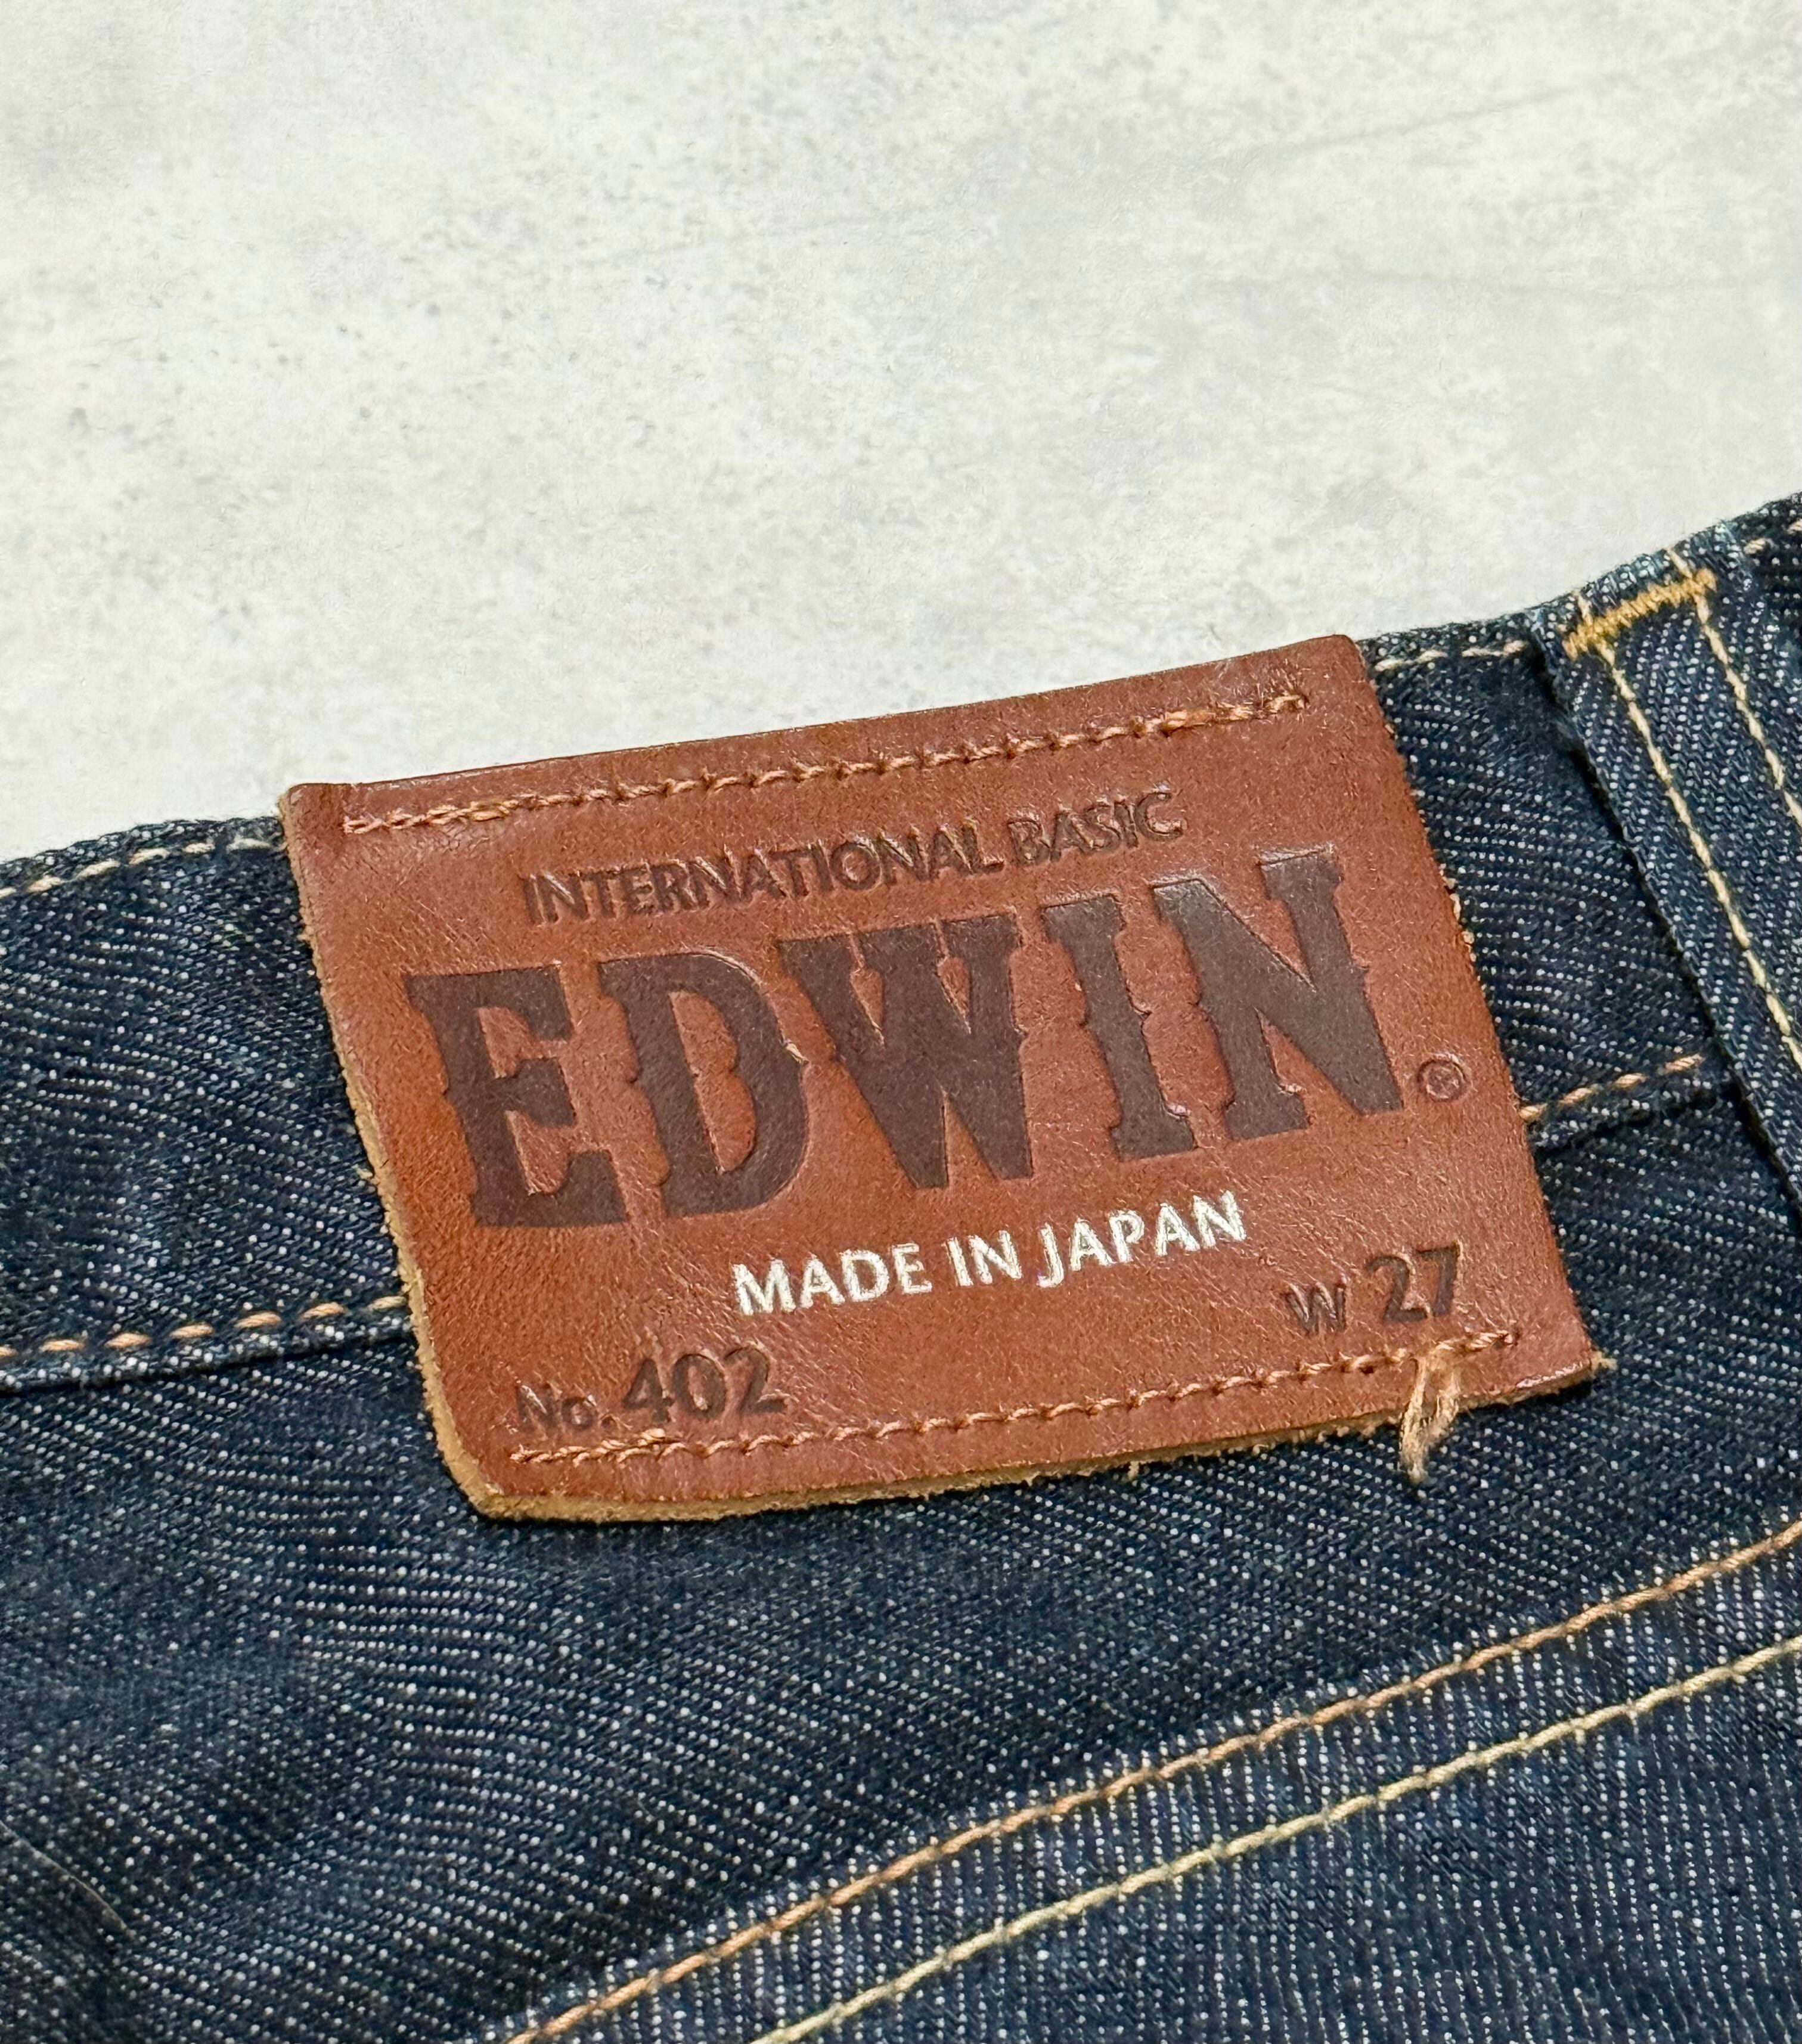 INTERNATIONAL BASIC
EDWIN®
MADE IN JAPAN
No.402 W 27